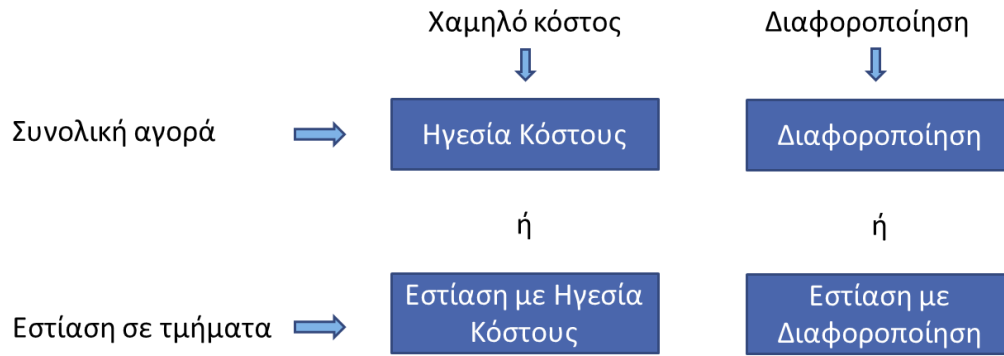 Χαμηλό κόστος
Διαφοροποίηση
Συνολική αγορά
Ηγεσία Κόστους
Διαφοροποίηση
ή
ή
Εστίαση σε τμήματα
Εστίαση με Ηγεσία
Κόστους
Εστίαση με
Διαφοροποίηση